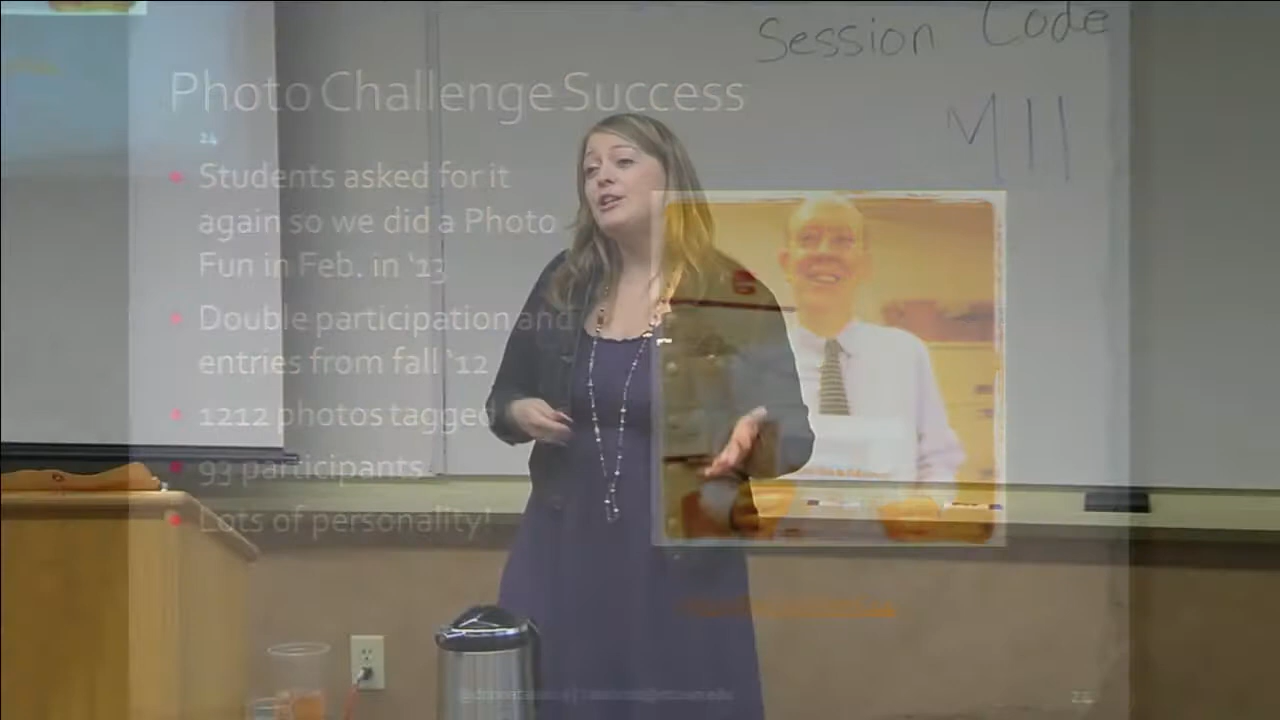 Session Code
M11
Photo Challenge Success
24
Students asked for it
again so we did a Photo
Fun in Feb. in ‘13
Double participation and
entries from fall ‘12
1212 photos tagged
93 participants
Lots of personality!